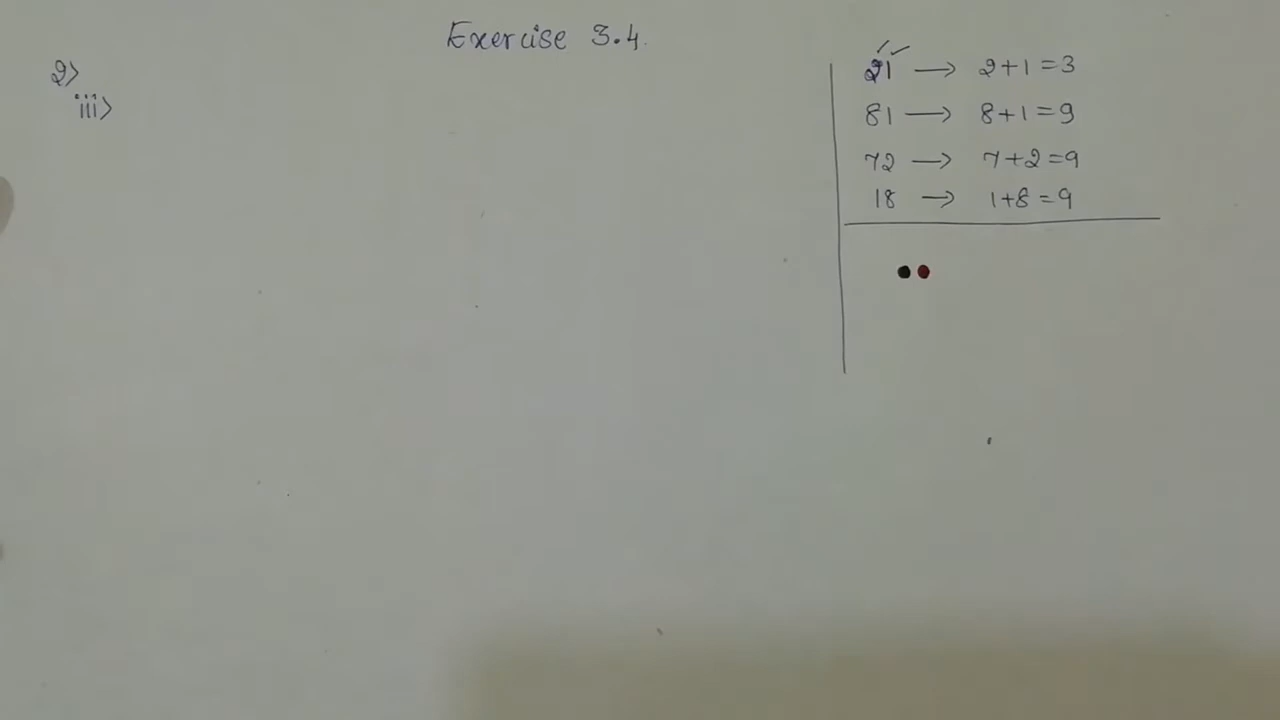 Exercise 3.4.
2>
iii>
21 → 2+1=3
81 → 8+1=9
72 → 7+2=9
18 → 1+8=9